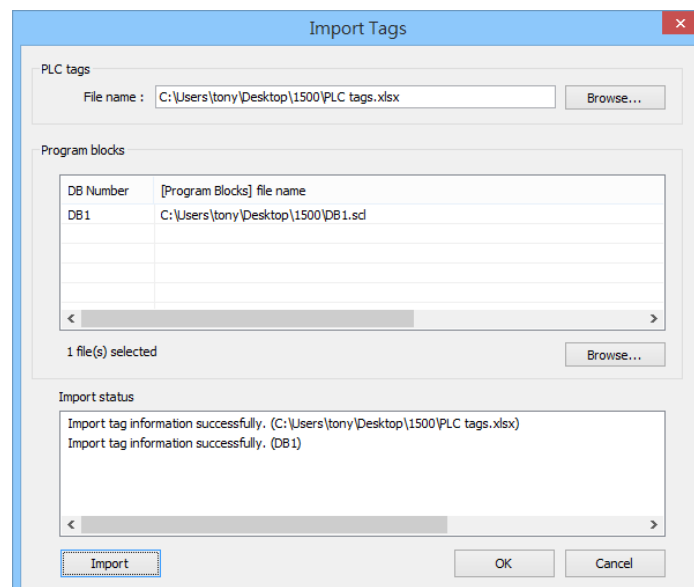 Import Tags
PLC tags
File name : C:\Users\tony\Desktop\1500\PLC tags.xlsx Browse...
Program blocks
DB Number [Program Blocks] file name
DB1 C:\Users\tony\Desktop\1500\DB1.scl
1 file(s) selected Browse...
Import status
Import tag information successfully. (C:\Users\tony\Desktop\1500\PLC tags.xlsx)
Import tag information successfully. (DB1)
Import OK Cancel